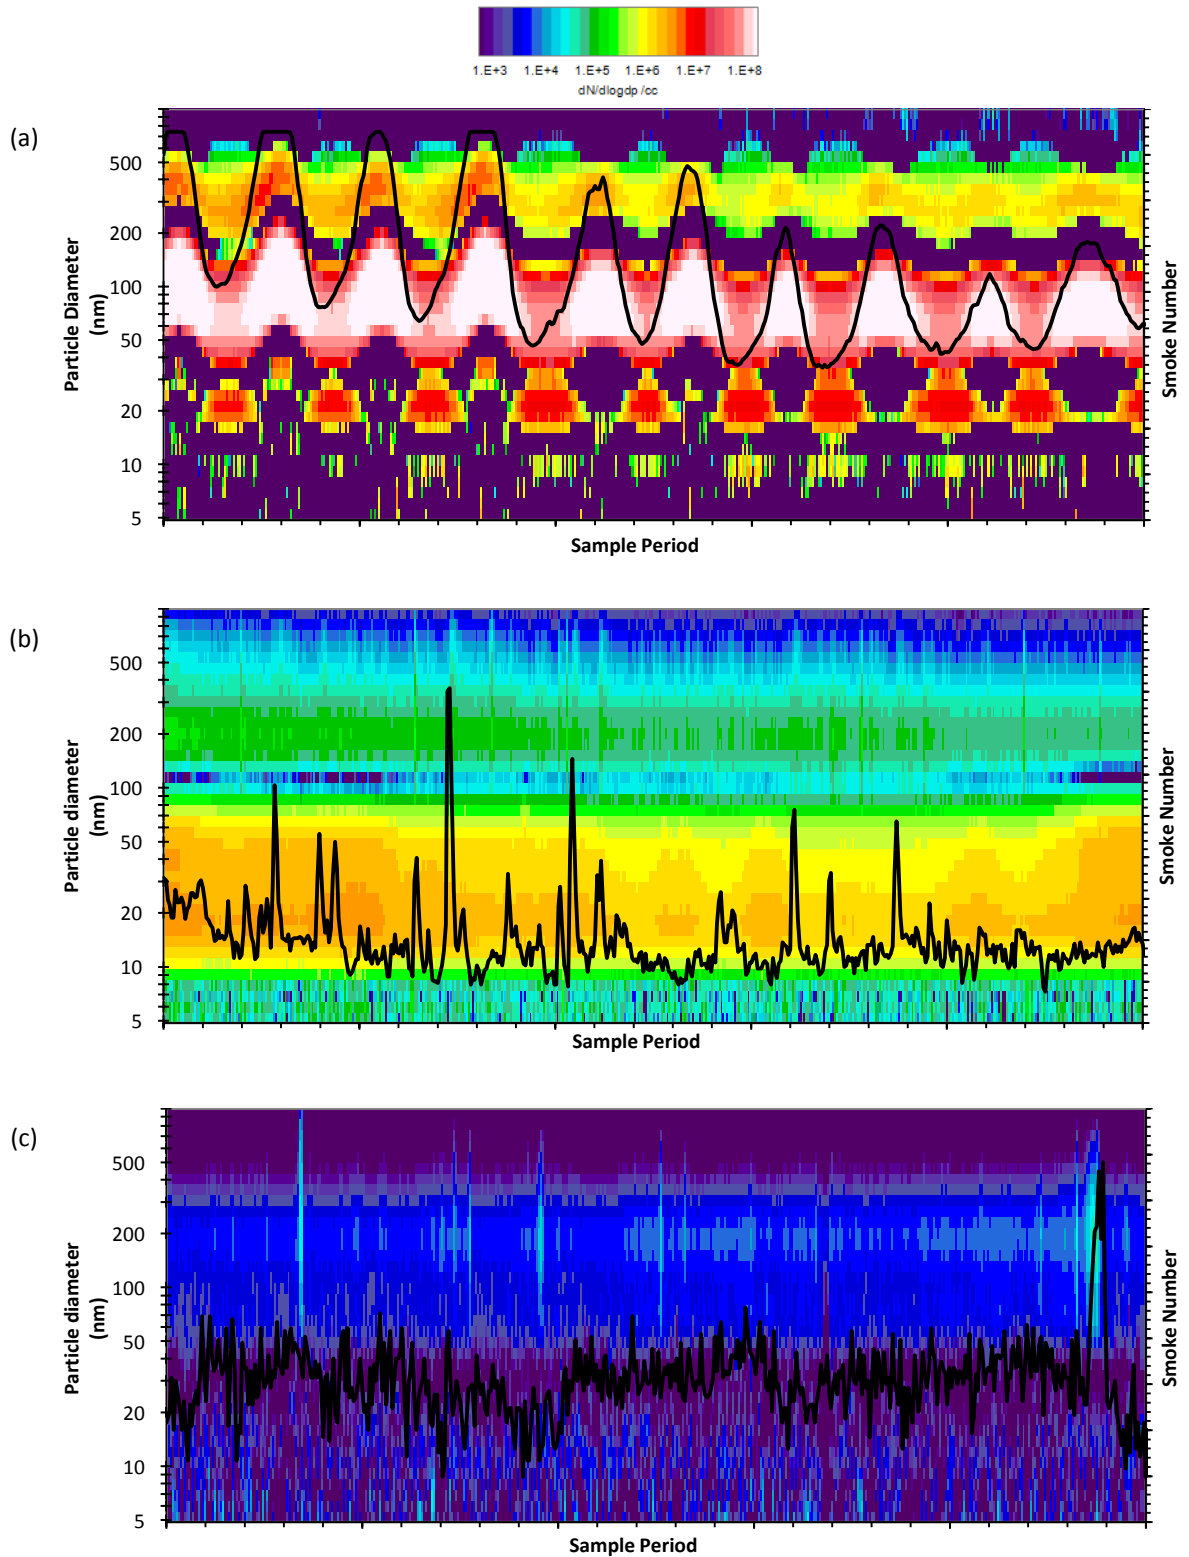 1.E+3 1.E+4 1.E+5 1.E+6 1.E+7 1.E+8
dN/dlogdp /cc
(a)
500
200
100
50
20
10
5
Particle Diameter
(nm)
Smoke Number
Sample Period
(b)
500
200
100
50
20
10
5
Particle diameter
(nm)
Smoke Number
Sample Period
(c)
500
200
100
50
20
10
5
Particle diameter
(nm)
Smoke Number
Sample Period